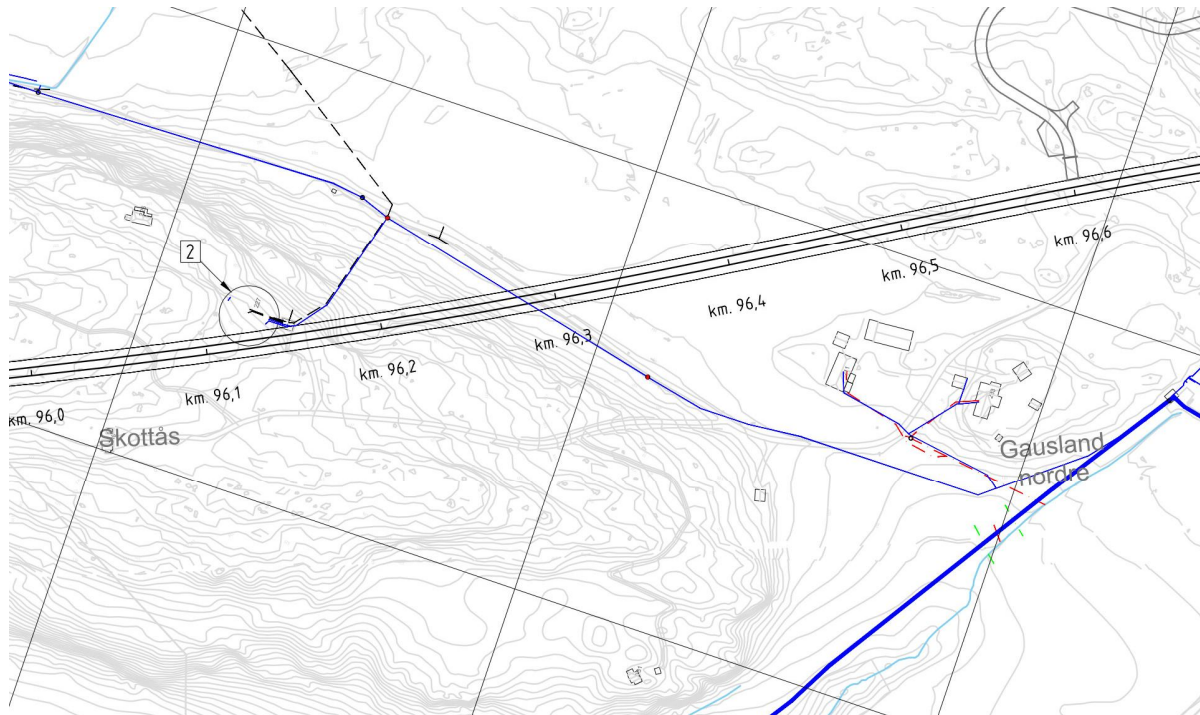 2
km. 96,6
km. 96,5
km. 96,4
km. 96,3
km. 96,2
km. 96,1
km. 96,0
Skottås
Gausland
nordre